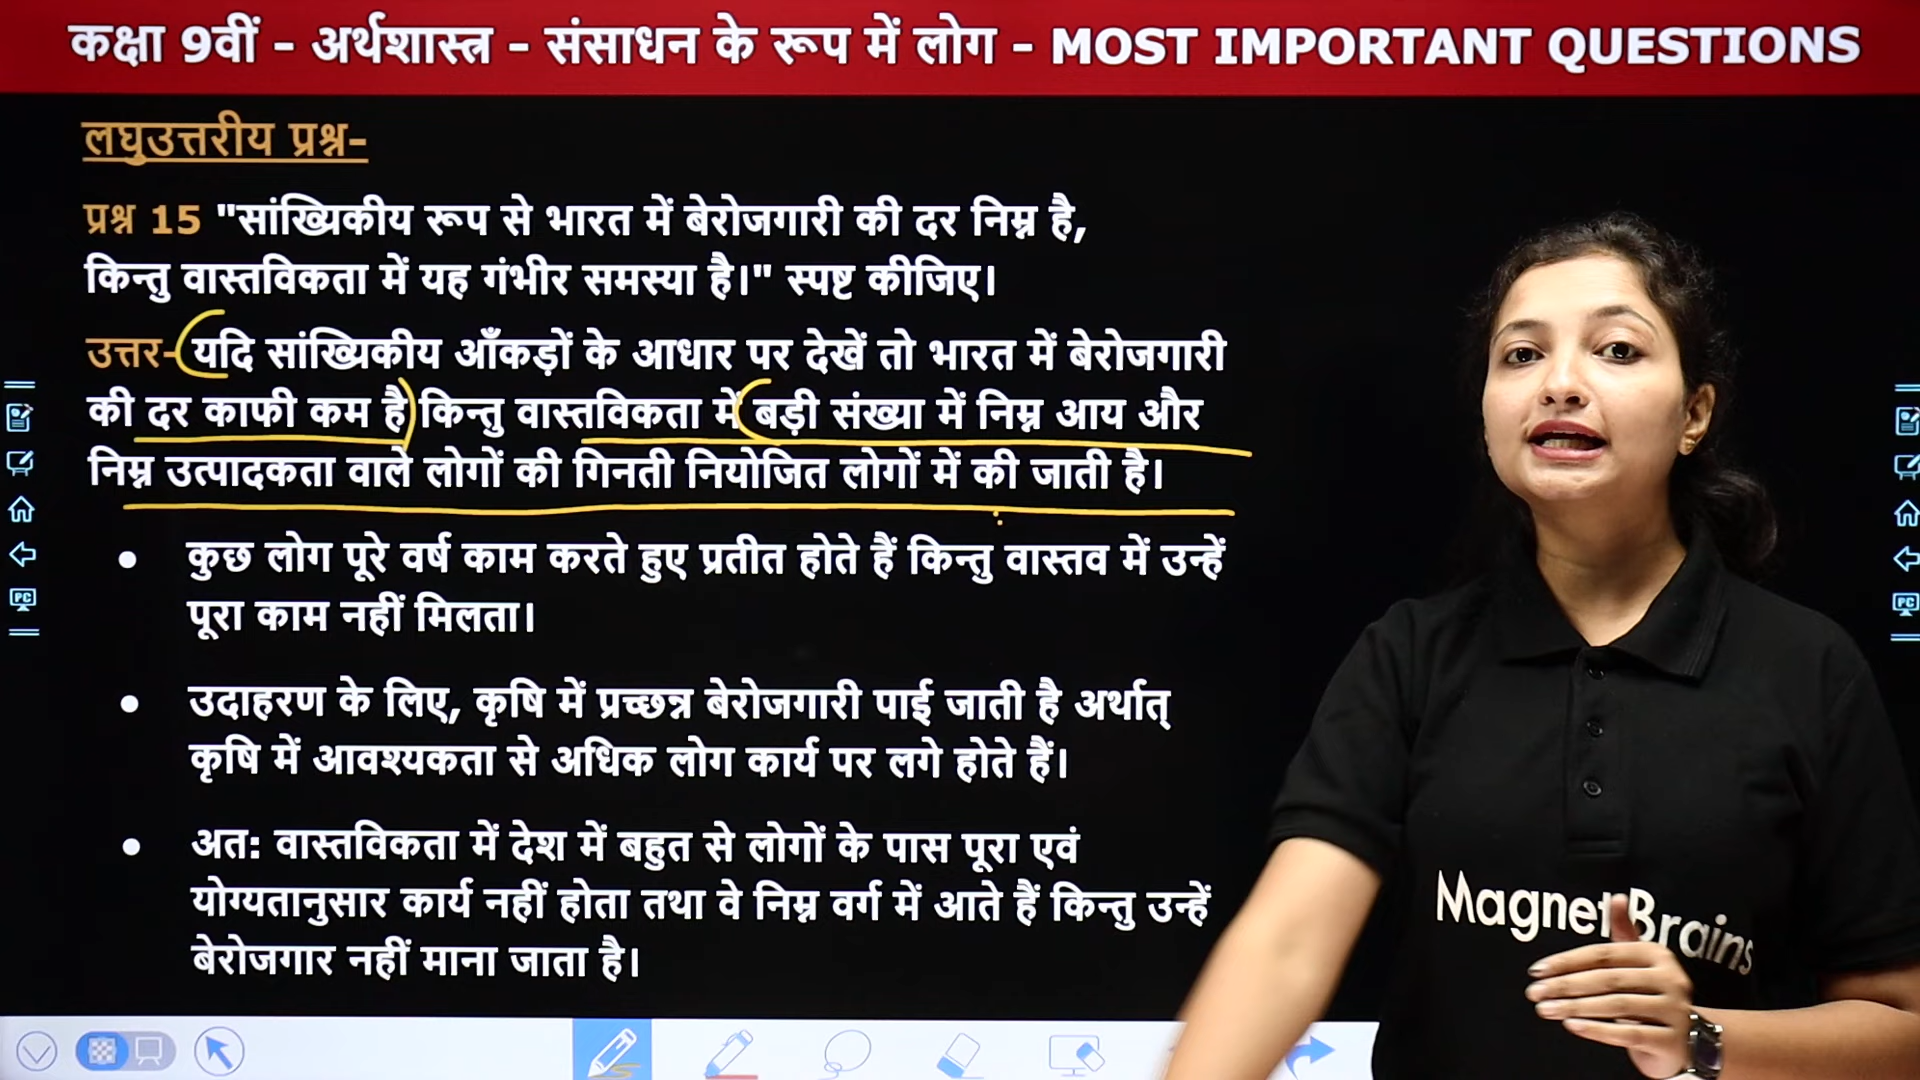 कक्षा 9वीं - अर्थशास्त्र - संसाधन के रूप में लोग - MOST IMPORTANT QUESTIONS
लघुउत्तरीय प्रश्न-
प्रश्न 15 "सांख्यिकीय रूप से भारत में बेरोजगारी की दर निम्न है,
किन्तु वास्तविकता में यह गंभीर समस्या है।" स्पष्ट कीजिए।
उत्तर- यदि सांख्यिकीय आँकड़ों के आधार पर देखें तो भारत में बेरोजगारी
की दर काफी कम है किन्तु वास्तविकता में बड़ी संख्या में निम्न आय और
निम्न उत्पादकता वाले लोगों की गिनती नियोजित लोगों में की जाती है।
• कुछ लोग पूरे वर्ष काम करते हुए प्रतीत होते हैं किन्तु वास्तव में उन्हें
पूरा काम नहीं मिलता।
• उदाहरण के लिए, कृषि में प्रच्छन्न बेरोजगारी पाई जाती है अर्थात्
कृषि में आवश्यकता से अधिक लोग कार्य पर लगे होते हैं।
• अत: वास्तविकता में देश में बहुत से लोगों के पास पूरा एवं
योग्यतानुसार कार्य नहीं होता तथा वे निम्न वर्ग में आते हैं किन्तु उन्हें
बेरोजगार नहीं माना जाता है।
Magnet Brains
PC
PC